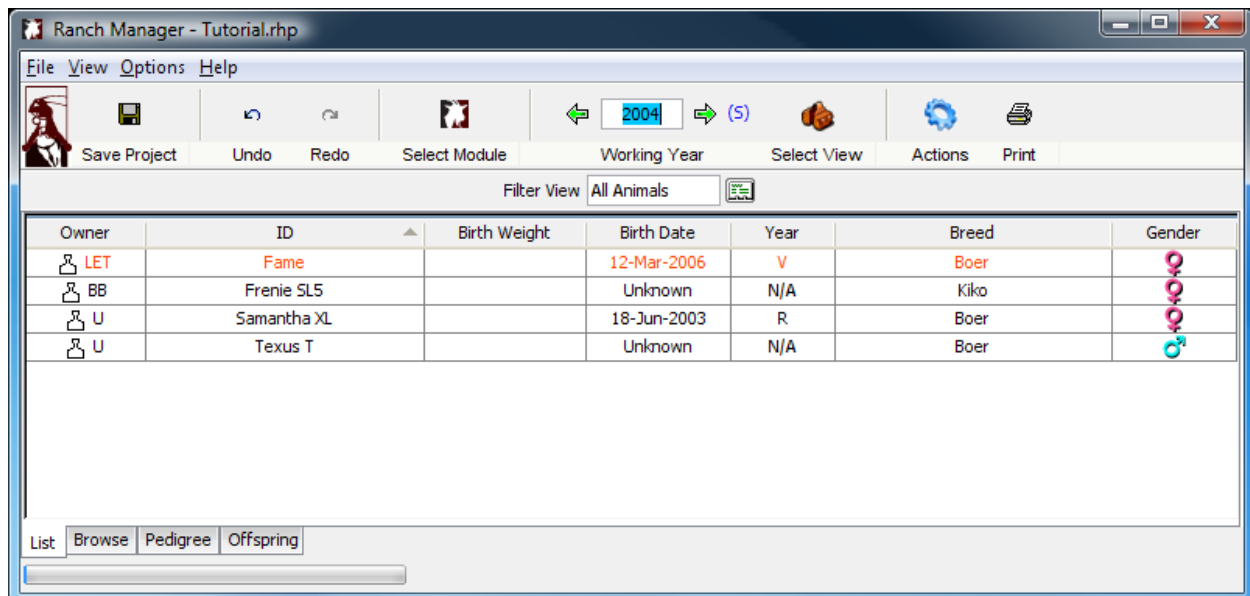 Ranch Manager - Tutorial.rhp
File View Options Help
2004 (S)
Save Project Undo Redo Select Module Working Year Select View Actions Print
Filter View All Animals
Owner ID Birth Weight Birth Date Year Breed Gender
LET Fame 12-Mar-2006 V Boer
BB Frenie SL5 Unknown N/A Kiko
U Samantha XL 18-Jun-2003 R Boer
U Texus T Unknown N/A Boer
List Browse Pedigree Offspring